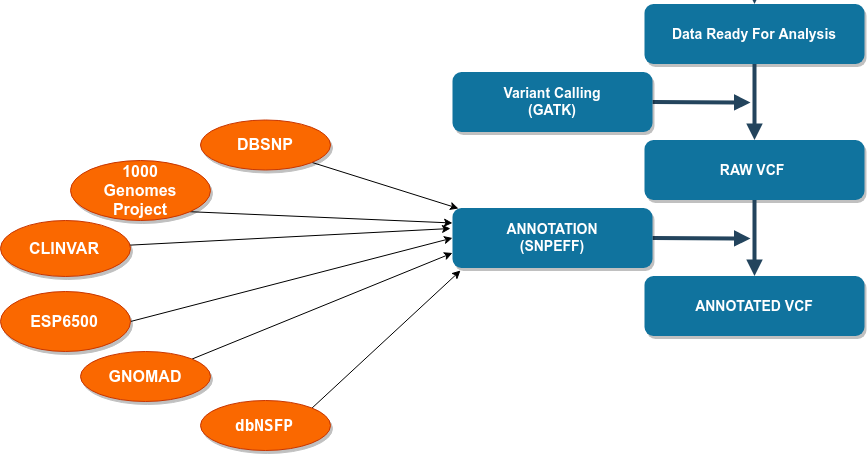 Data Ready For Analysis
Variant Calling
(GATK)
DBSNP
1000
Genomes
Project
RAW VCF
CLINVAR
ANNOTATION
(SNPEFF)
ESP6500
ANNOTATED VCF
GNOMAD
dbNSFP